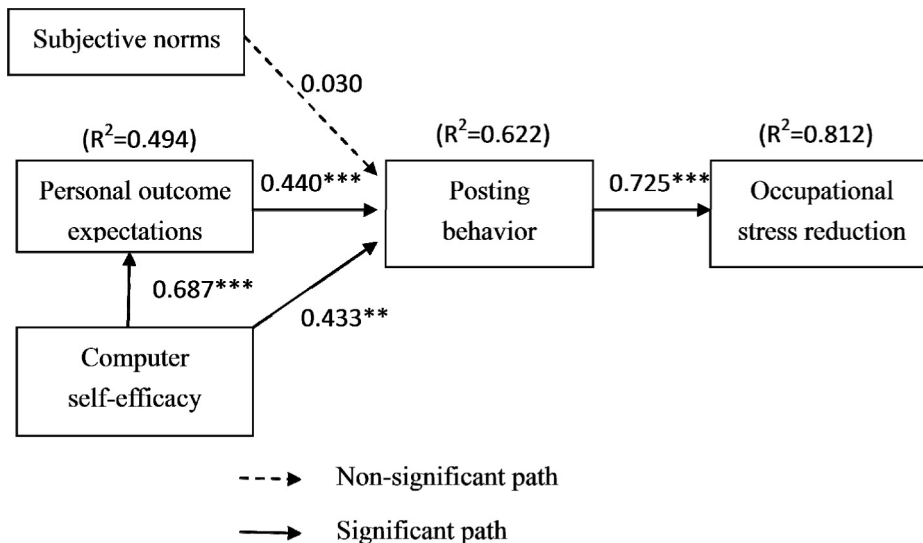 Subjective norms
0.030
(R²=0.494)
(R²=0.622)
(R²=0.812)
Personal outcome
expectations
0.440***
Posting
behavior
0.725***
Occupational
stress reduction
0.687***
0.433**
Computer
self-efficacy
Non-significant path
Significant path